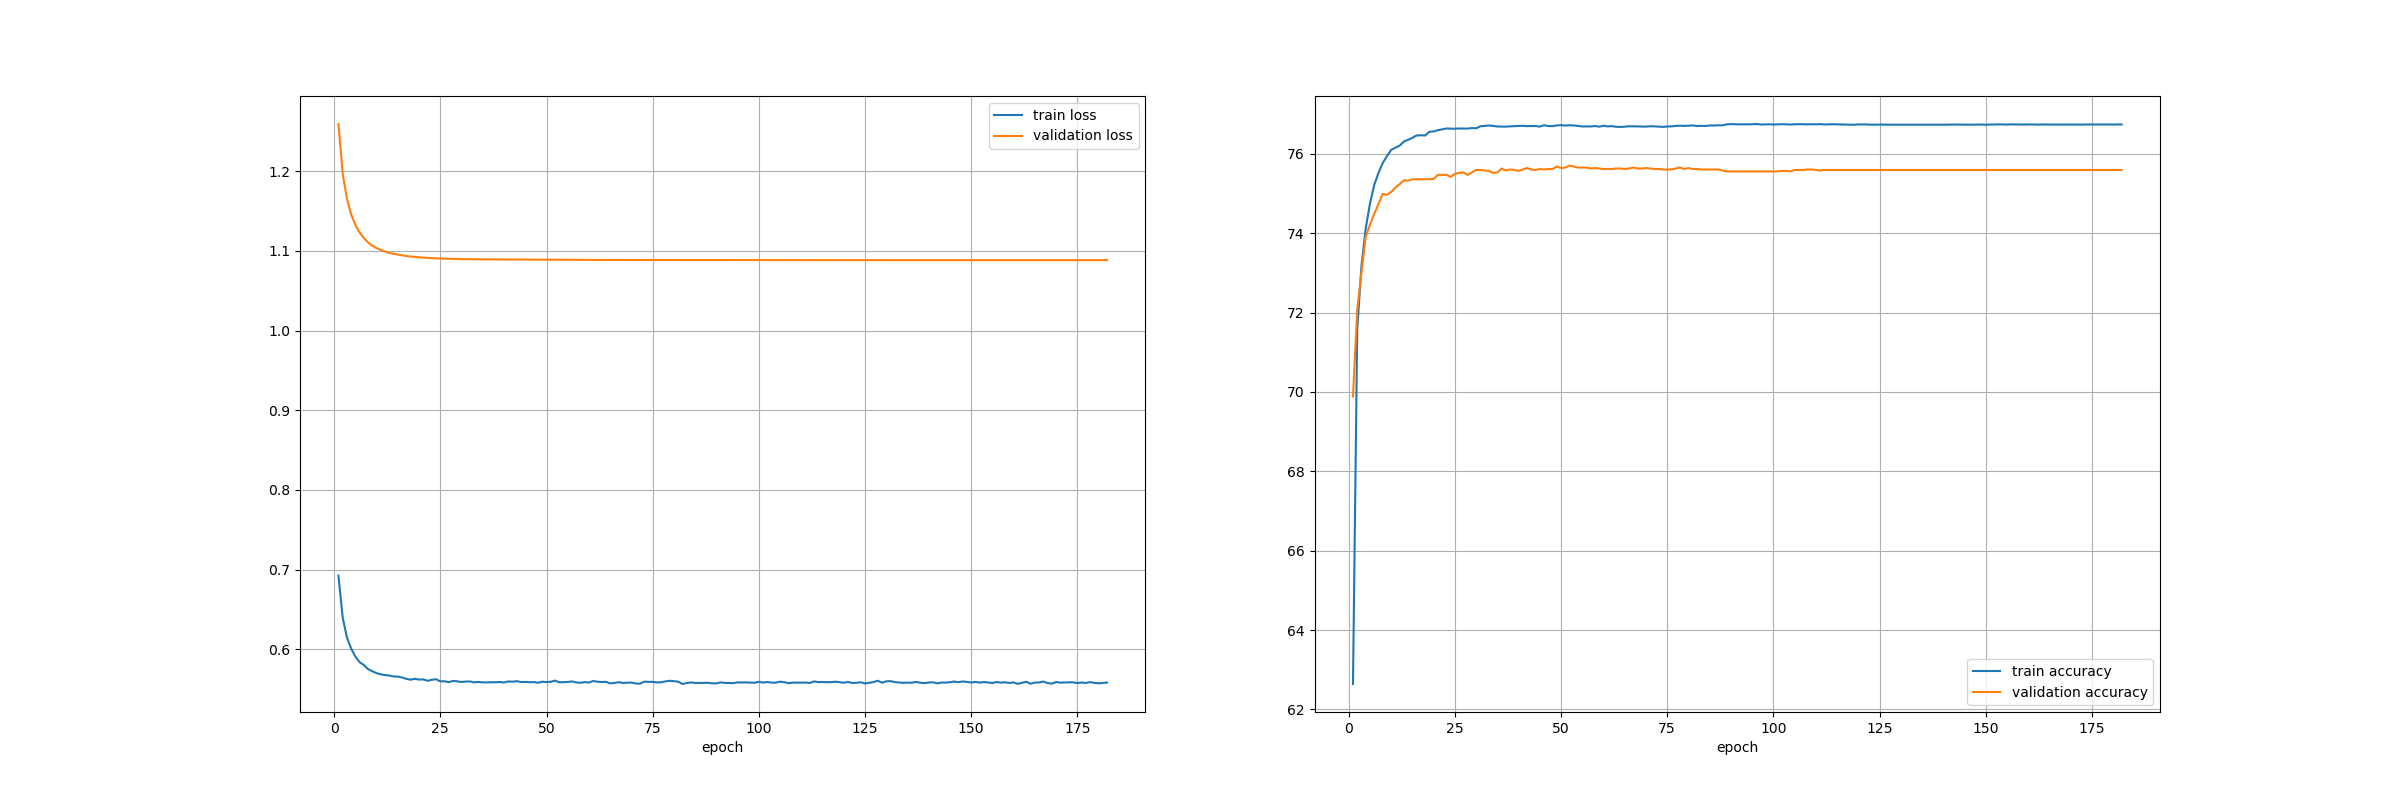 train loss
validation loss
1.2
1.1
1.0
0.9
0.8
0.7
0.6
0 25 50 75 100 125 150 175
epoch
76
74
72
70
68
66
64
62
train accuracy
validation accuracy
0 25 50 75 100 125 150 175
epoch